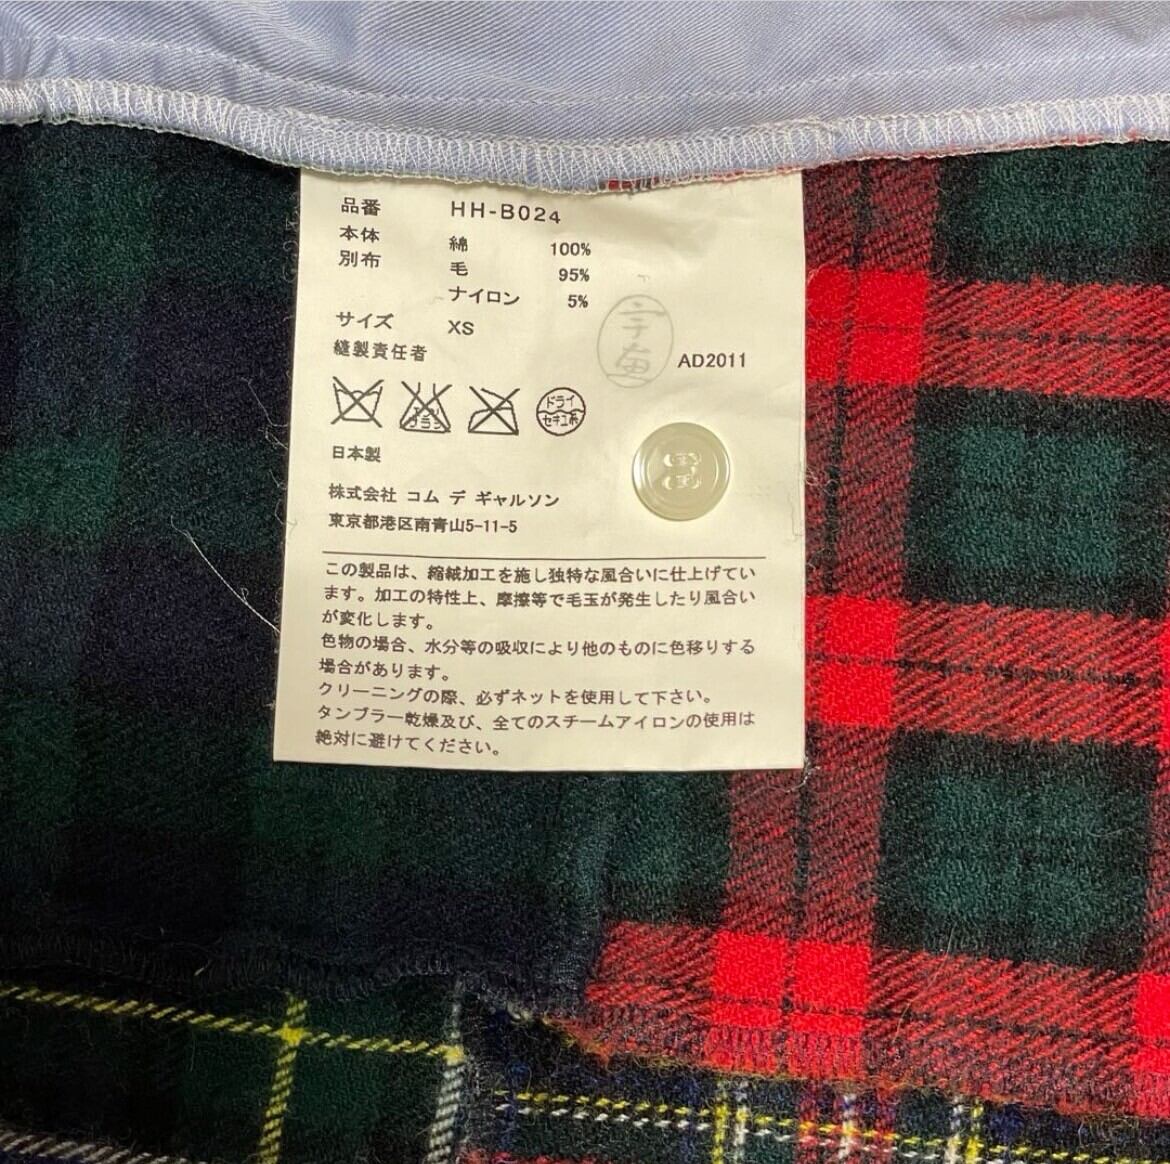 品番 HH-B024
本体 綿 100%
別布 毛 95%
ナイロン 5%
サイズ XS
縫製責任者
AD2011
ドライ
セキユ系
日本製
株式会社 コム デ ギャルソン
東京都港区南青山5-11-5
この製品は、縮絨加工を施し独特な風合いに仕上げてい
ます。加工の特性上、摩擦等で毛玉が発生したり風合い
が変化します。
色物の場合、水分等の吸収により他のものに色移りする
場合があります。
クリーニングの際、必ずネットを使用して下さい。
タンブラー乾燥及び、全てのスチームアイロンの使用は
絶対に避けてください。